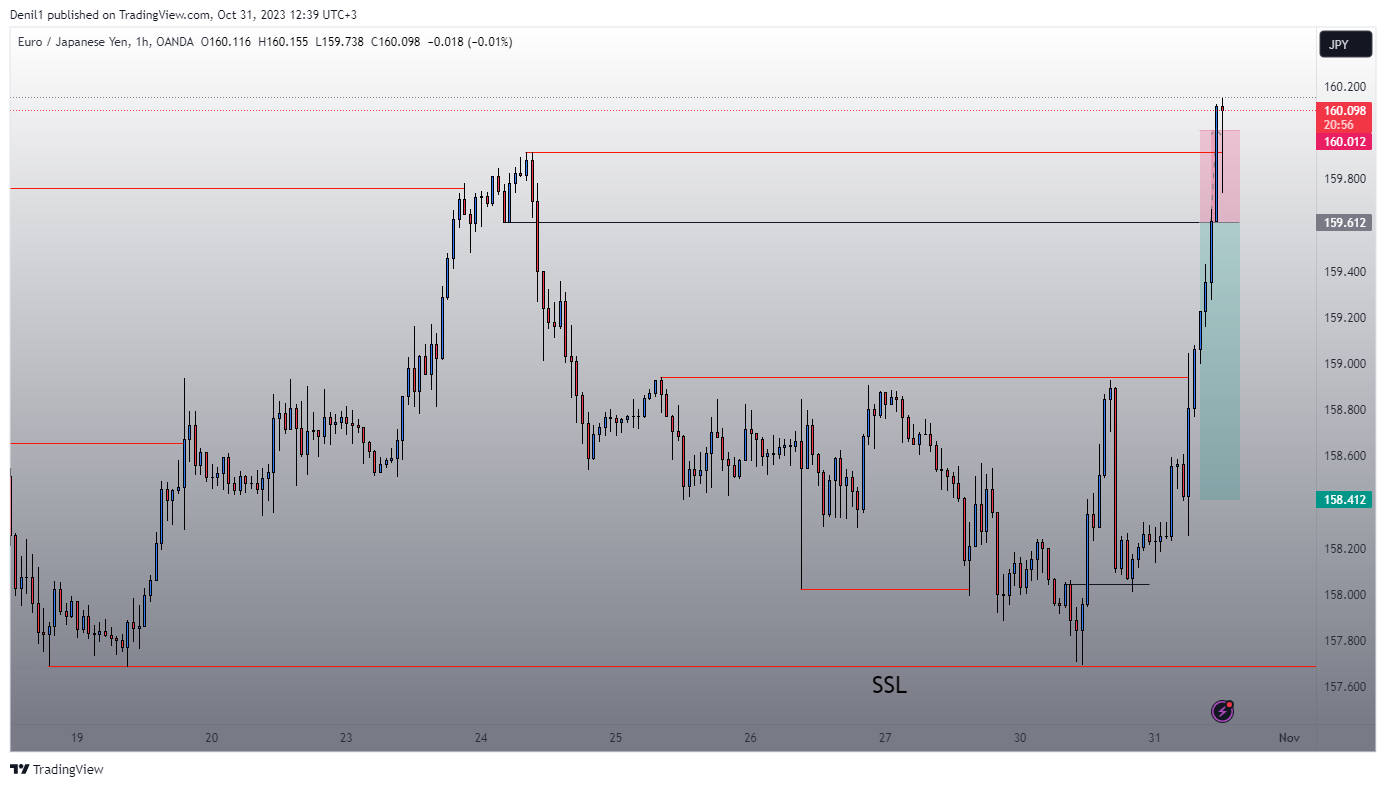 Denil1 published on TradingView.com, Oct 31, 2023 12:39 UTC+3
Euro / Japanese Yen, 1h, OANDA O160.116 H160.155 L159.738 C160.098 −0.018 (−0.01%)
JPY
160.200
160.098
20:56
160.012
159.800
159.612
159.400
159.200
159.000
158.800
158.600
158.412
158.200
158.000
157.800
157.600
SSL
19 20 23 24 25 26 27 30 31 Nov
TradingView